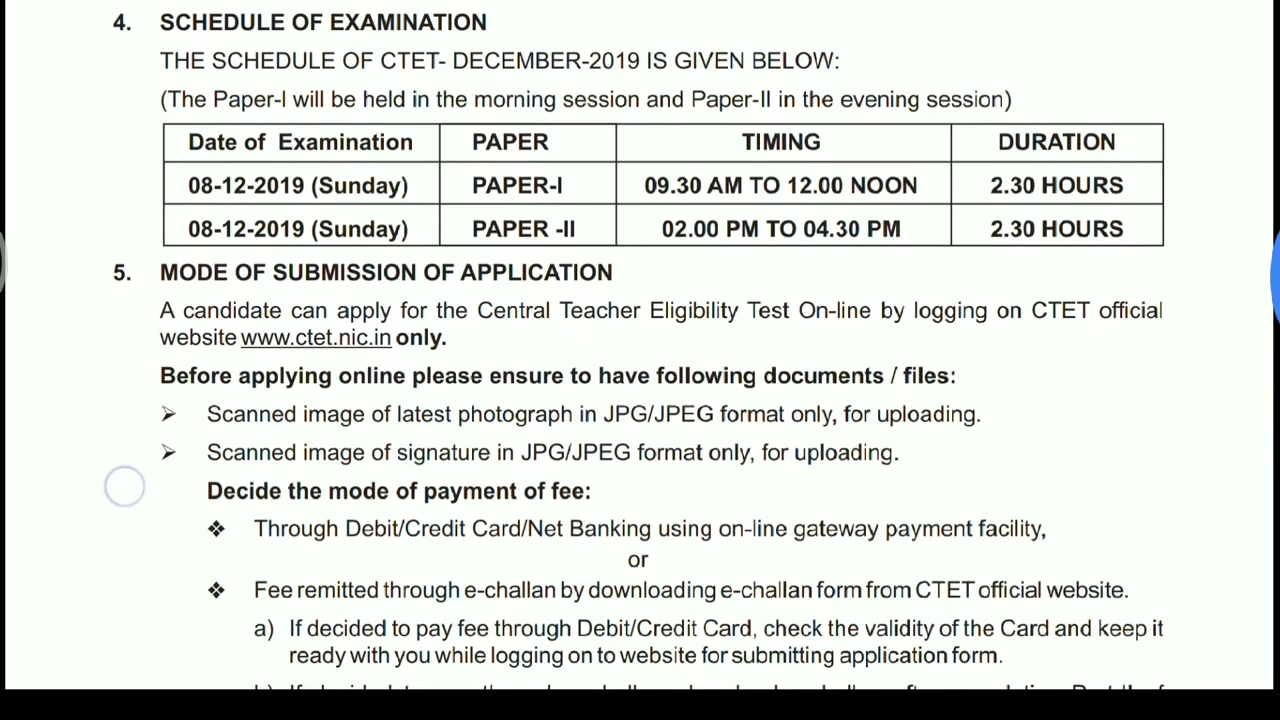 4. SCHEDULE OF EXAMINATION
THE SCHEDULE OF CTET- DECEMBER-2019 IS GIVEN BELOW:
(The Paper-I will be held in the morning session and Paper-II in the evening session)
Date of Examination PAPER TIMING DURATION
08-12-2019 (Sunday) PAPER-I 09.30 AM TO 12.00 NOON 2.30 HOURS
08-12-2019 (Sunday) PAPER -II 02.00 PM TO 04.30 PM 2.30 HOURS
5. MODE OF SUBMISSION OF APPLICATION
A candidate can apply for the Central Teacher Eligibility Test On-line by logging on CTET official
website www.ctet.nic.in only.
Before applying online please ensure to have following documents / files:
➢ Scanned image of latest photograph in JPG/JPEG format only, for uploading.
➢ Scanned image of signature in JPG/JPEG format only, for uploading.
Decide the mode of payment of fee:
❖ Through Debit/Credit Card/Net Banking using on-line gateway payment facility,
or
❖ Fee remitted through e-challan by downloading e-challan form from CTET official website.
a) If decided to pay fee through Debit/Credit Card, check the validity of the Card and keep it
ready with you while logging on to website for submitting application form.